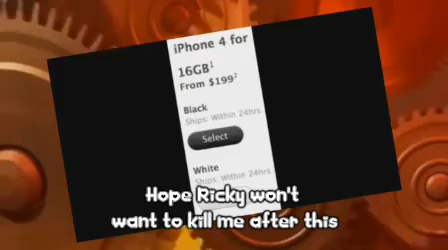 iPhone 4 for
16GB¹
From $199²
Black
Ships: Within 24hrs
Select
White
Ships: Within 24hrs
Hope Ricky won't
want to kill me after this